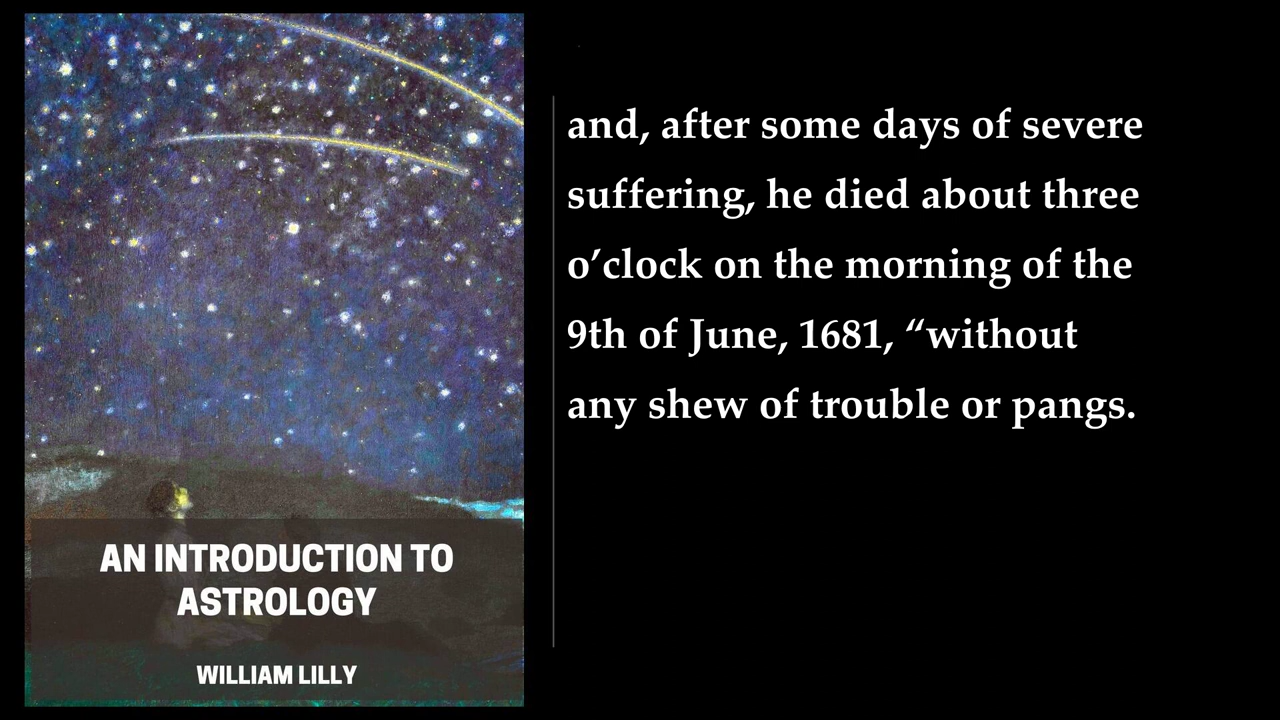 AN INTRODUCTION TO
ASTROLOGY
WILLIAM LILLY
and, after some days of severe
suffering, he died about three
o’clock on the morning of the
9th of June, 1681, “without
any shew of trouble or pangs.